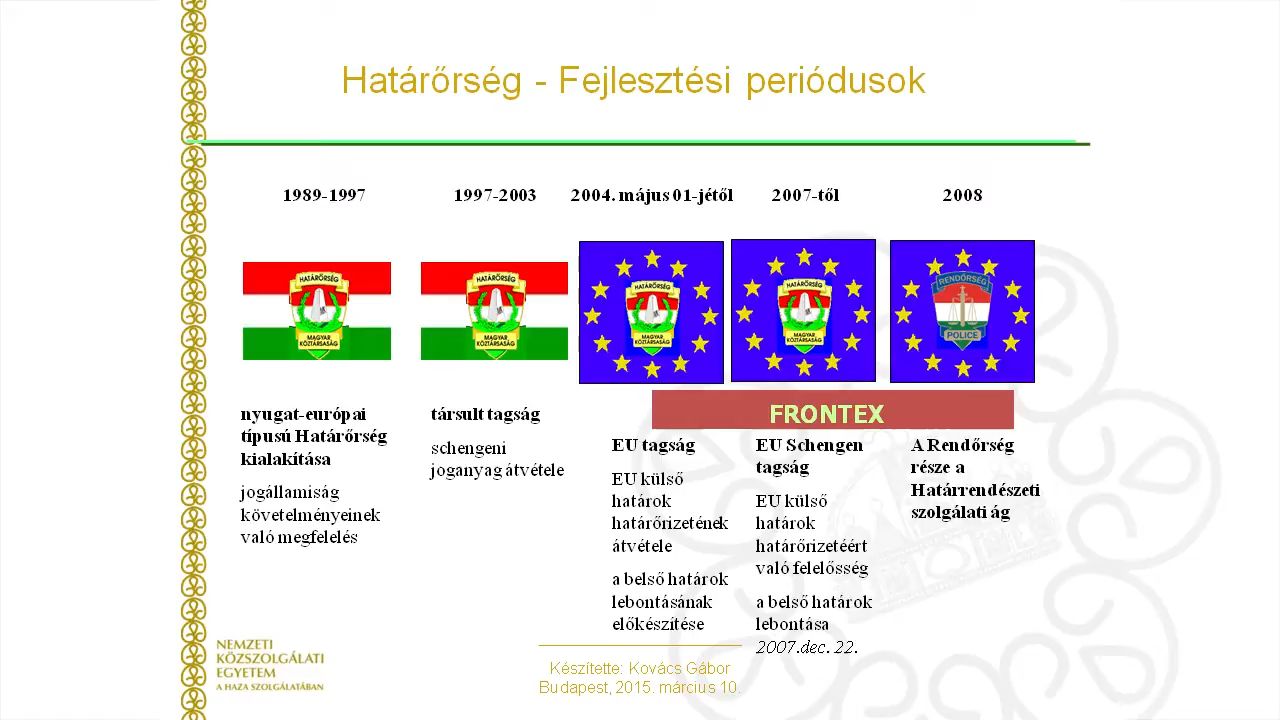 Határőrség - Fejlesztési periódusok
1989-1997
1997-2003
2004. május 01-jétől
2007-től
2008
HATÁRŐRSÉG
MAGYAR
KÖZTÁRSASÁG
HATÁRŐRSÉG
MAGYAR
KÖZTÁRSASÁG
HATÁRŐRSÉG
MAGYAR
KÖZTÁRSASÁG
HATÁRŐRSÉG
MAGYAR
KÖZTÁRSASÁG
RENDŐRSÉG
POLICE
FRONTEX
nyugat-európai
típusú Határőrség
kialakítása
jogállamiság
követelményeinek
való megfelelés
társult tagság
schengeni
joganyag átvétele
EU tagság
EU külső
határok
határőrizetének
átvétele
a belső határok
lebontásának
előkészítése
EU Schengen
tagság
EU külső
határok
határőrizetéért
való felelősség
a belső határok
lebontása
2007.dec. 22.
A Rendőrség
része a
Határrendészeti
szolgálati ág
NEMZETI
KÖZSZOLGÁLATI
EGYETEM
A HAZA SZOLGÁLATÁBAN
Készítette: Kovács Gábor
Budapest, 2015. március 10.